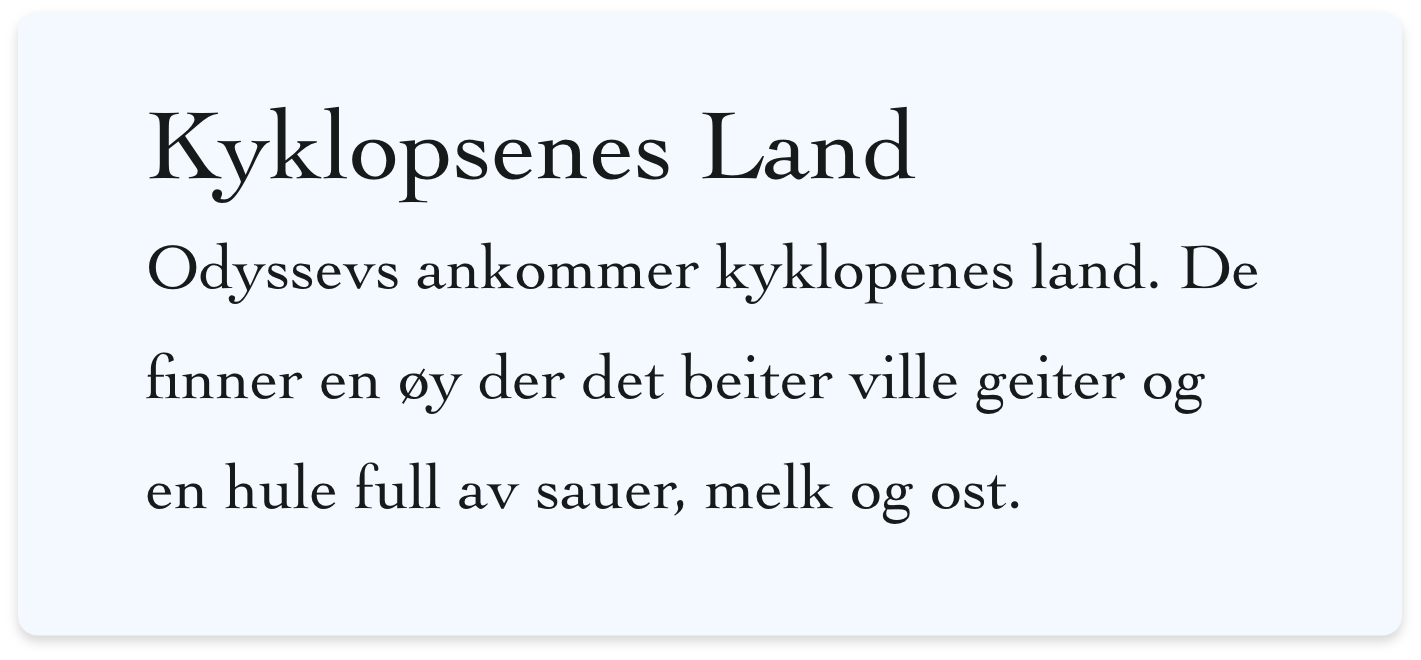 Kyklopsenes Land
Odyssevs ankommer kyklopenes land. De
finner en øy der det beiter ville geiter og
en hule full av sauer, melk og ost.